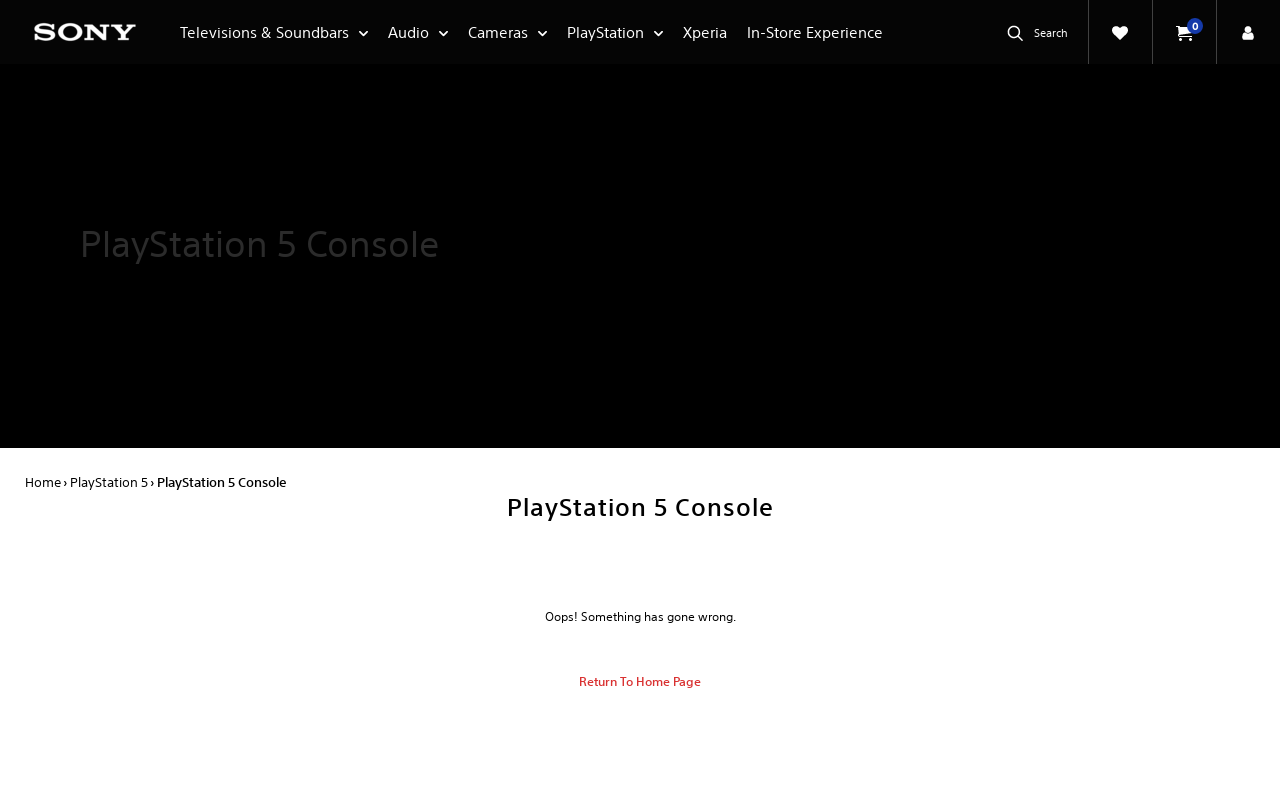 SONY
Televisions & Soundbars
Audio
Cameras
PlayStation
Xperia
In-Store Experience
Search
0
PlayStation 5 Console
Home › PlayStation 5 › PlayStation 5 Console
PlayStation 5 Console
Oops! Something has gone wrong.
Return To Home Page